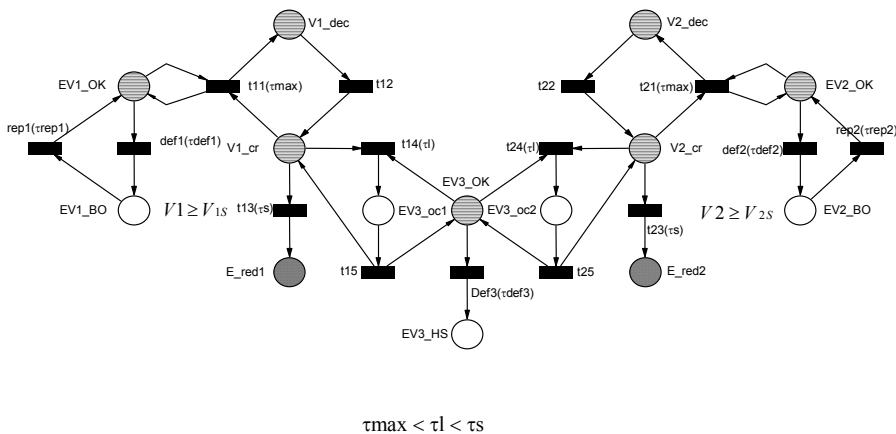 V1_dec
V2_dec
EV1_OK
t11(τmax)
t12
t22
t21(τmax)
EV2_OK
rep1(τrep1)
def1(τdef1)
V1_cr
t14(τl)
t24(τl)
V2_cr
def2(τdef2)
rep2(τrep2)
EV3_OK
EV1_BO
V1 ≥ V1s
t13(τs)
EV3_oc1
EV3_oc2
t23(τs)
V2 ≥ V2s
EV2_BO
E_red1
t15
Def3(τdef3)
t25
E_red2
EV3_HS
τmax < τl < τs